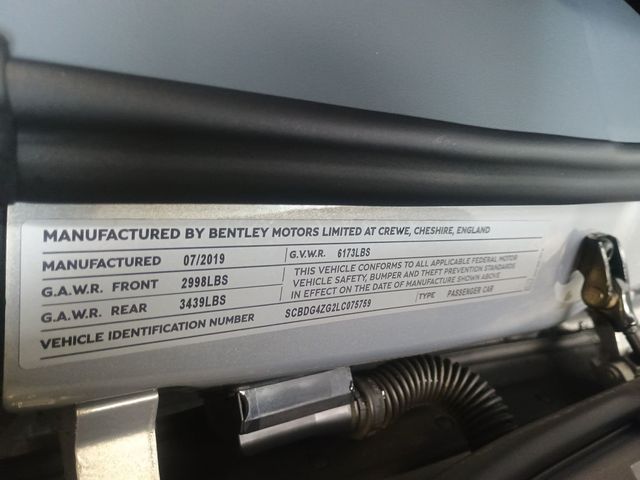 MANUFACTURED BY BENTLEY MOTORS LIMITED AT CREWE, CHESHIRE, ENGLAND
MANUFACTURED 07/2019 G.V.W.R. 6173LBS
G.A.W.R. FRONT 2998LBS
G.A.W.R. REAR 3439LBS
THIS VEHICLE CONFORMS TO ALL APPLICABLE FEDERAL MOTOR
VEHICLE SAFETY, BUMPER AND THEFT PREVENTION STANDARDS
IN EFFECT ON THE DATE OF MANUFACTURE SHOWN ABOVE
VEHICLE IDENTIFICATION NUMBER SCBDG4ZG2LC075759 TYPE PASSENGER CAR